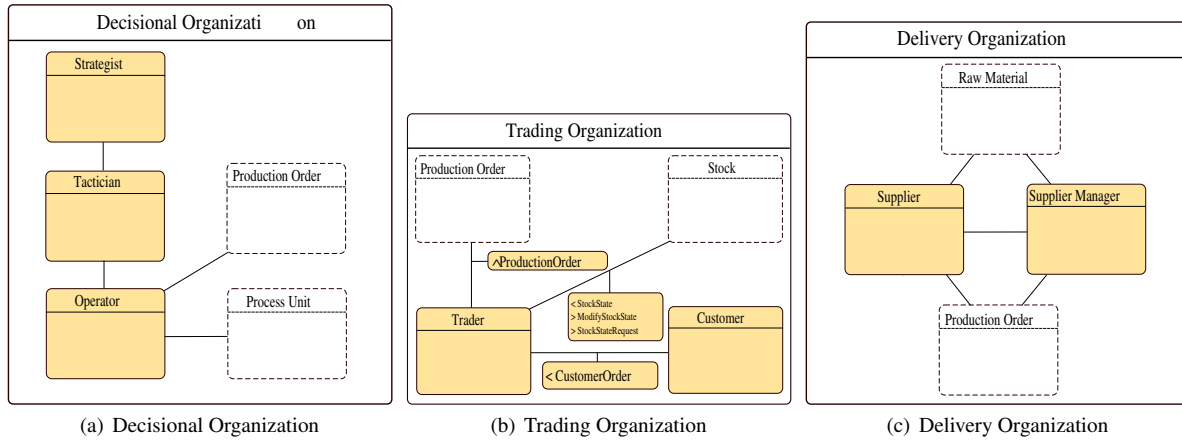 Decisional Organizati on
Strategist
Tactician
Production Order
Operator
Process Unit
(a) Decisional Organization
Trading Organization
Production Order
Stock
^ProductionOrder
< StockState
> ModifyStockState
> StockStateRequest
Trader
Customer
< CustomerOrder
(b) Trading Organization
Delivery Organization
Raw Material
Supplier
Supplier Manager
Production Order
(c) Delivery Organization